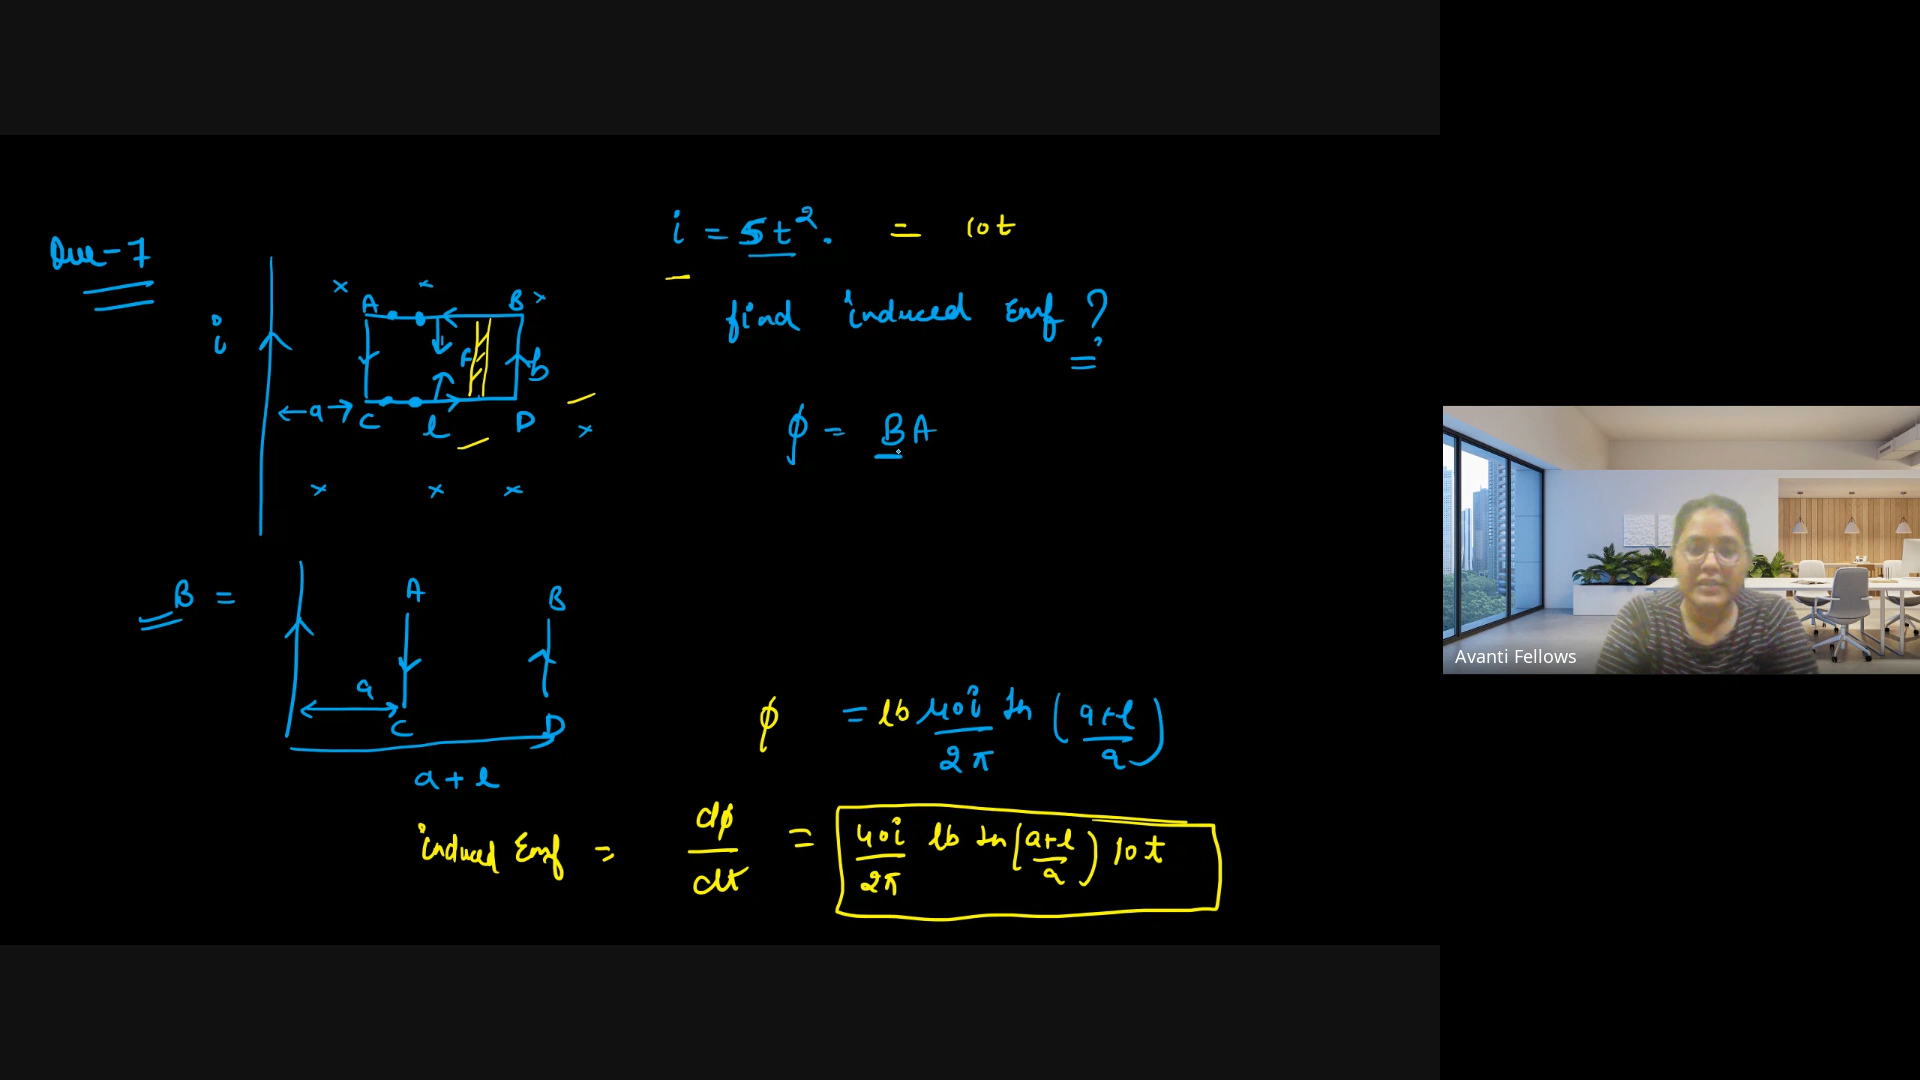 Que-7
i = 5t². = 10t
find induced Emf ?
i
A B
F b
← a → C l D
ϕ = BA
B =
A B
a
C D
a + l
ϕ = lb μ0i/2π ln (a+l/a)
induced Emf = dϕ/dt = μ0i/2π lb ln (a+l/a) 10t
Avanti Fellows